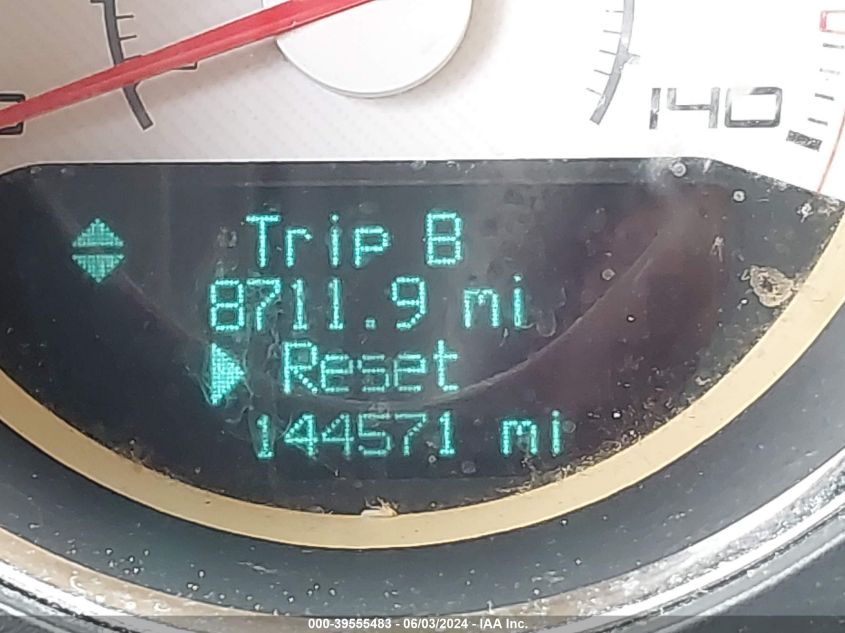 140
Trip B
8711.9 mi
Reset
144571 mi
000-39555483 - 06/03/2024 - IAA Inc.